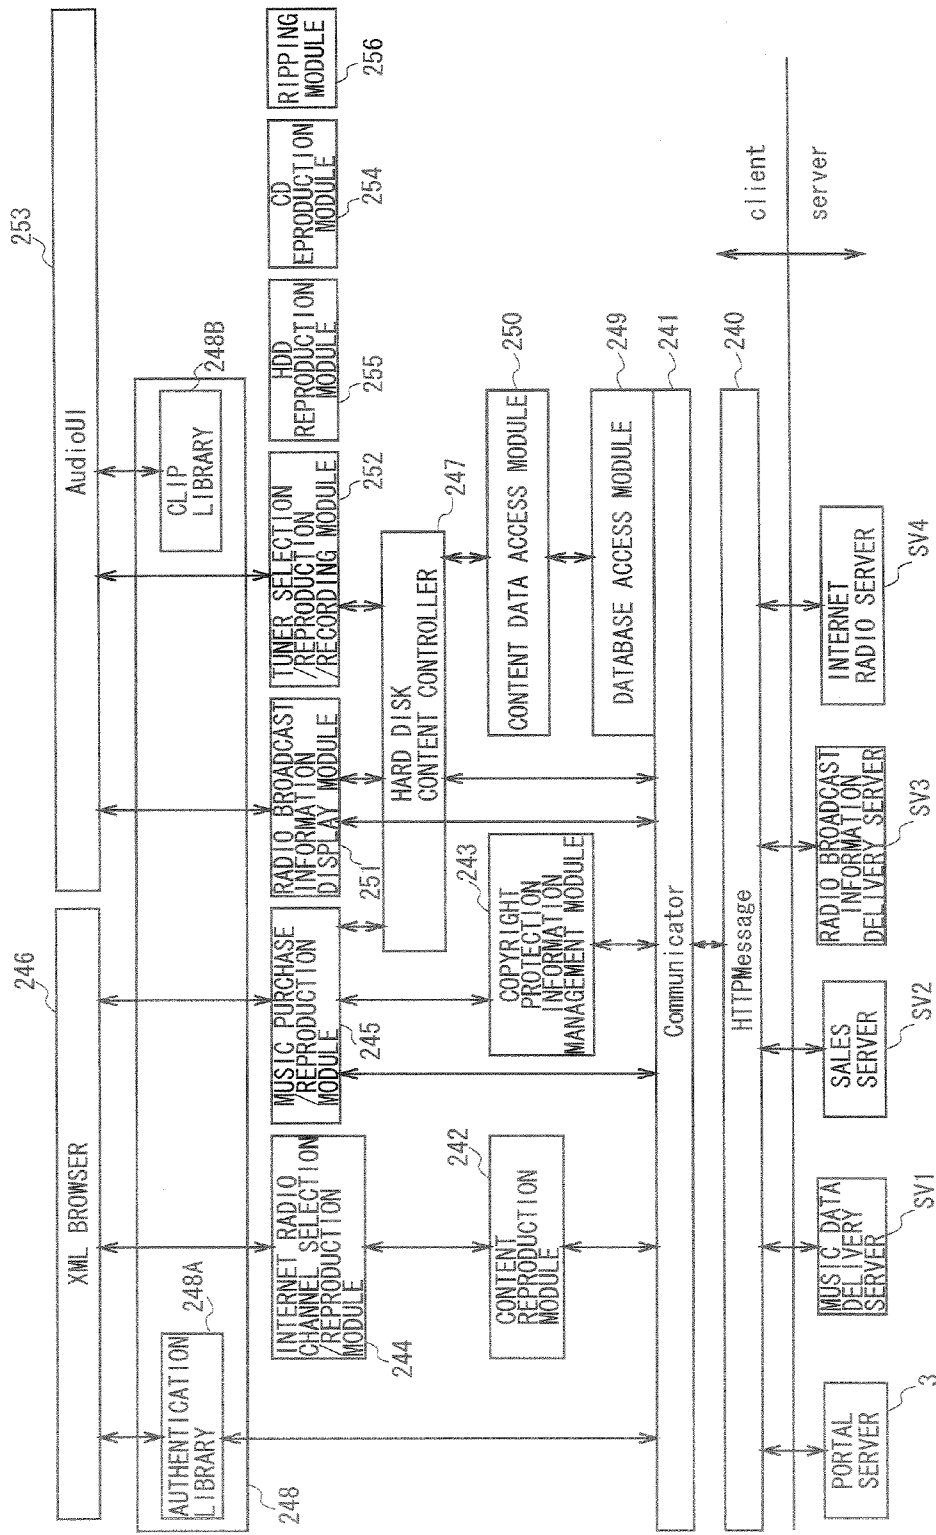 246
XML BROWSER
253
AudioUI
248
248A
AUTHENTICATION
LIBRARY
248B
CLIP
LIBRARY
INTERNET RADIO
CHANNEL SELECTION
/REPRODUCTION
MODULE
244
MUSIC PURCHASE
/REPRODUCTION
MODULE
245
RADIO BROADCAST
INFORMATION
DISPLAY MODULE
251
TUNER SELECTION
/REPRODUCTION
/RECORDING MODULE
252
HDD
REPRODUCTION
MODULE
255
CD
EPRODUCTION
MODULE
254
RIPPING
MODULE
256
HARD DISK
CONTENT CONTROLLER
247
242
CONTENT
REPRODUCTION
MODULE
243
COPYRIGHT
PROTECTION
INFORMATION
MANAGEMENT MODULE
CONTENT DATA ACCESS MODULE
250
DATABASE ACCESS MODULE
249
Communicator
241
HTTPMessage
240
client
server
PORTAL
SERVER
3
MUSIC DATA
DELIVERY
SERVER
SV1
SALES
SERVER
SV2
RADIO BROADCAST
INFORMATION
DELIVERY SERVER
SV3
INTERNET
RADIO SERVER
SV4